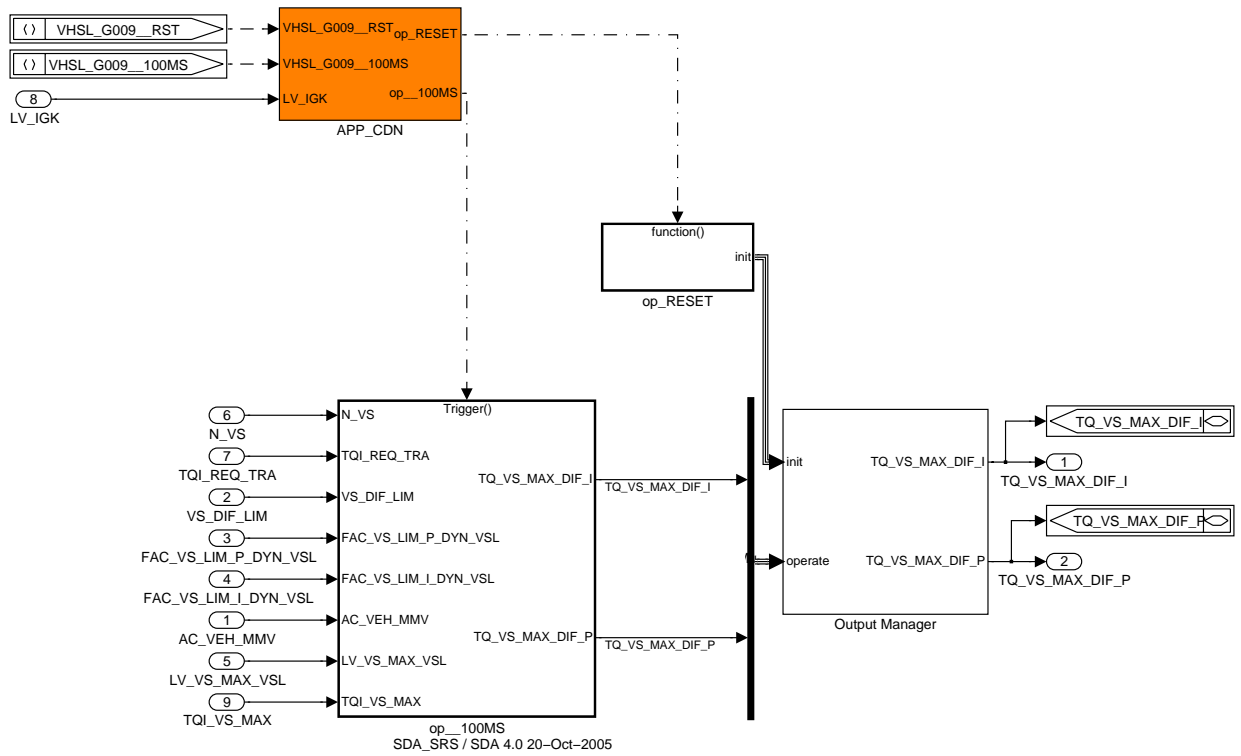 VHSL_G009__RST
VHSL_G009__100MS
8
LV_IGK
VHSL_G009__RST
VHSL_G009__100MS
LV_IGK
op_RESET
op__100MS
APP_CDN
function()
init
op_RESET
6
N_VS
7
TQI_REQ_TRA
2
VS_DIF_LIM
3
FAC_VS_LIM_P_DYN_VSL
4
FAC_VS_LIM_I_DYN_VSL
1
AC_VEH_MMV
5
LV_VS_MAX_VSL
9
TQI_VS_MAX
Trigger()
N_VS
TQI_REQ_TRA
VS_DIF_LIM
FAC_VS_LIM_P_DYN_VSL
FAC_VS_LIM_I_DYN_VSL
AC_VEH_MMV
LV_VS_MAX_VSL
TQI_VS_MAX
TQ_VS_MAX_DIF_I
TQ_VS_MAX_DIF_P
op__100MS
SDA_SRS / SDA 4.0 20–Oct–2005
TQ_VS_MAX_DIF_I
TQ_VS_MAX_DIF_P
init
operate
TQ_VS_MAX_DIF_I
TQ_VS_MAX_DIF_P
Output Manager
TQ_VS_MAX_DIF_I
1
TQ_VS_MAX_DIF_I
TQ_VS_MAX_DIF_P
2
TQ_VS_MAX_DIF_P